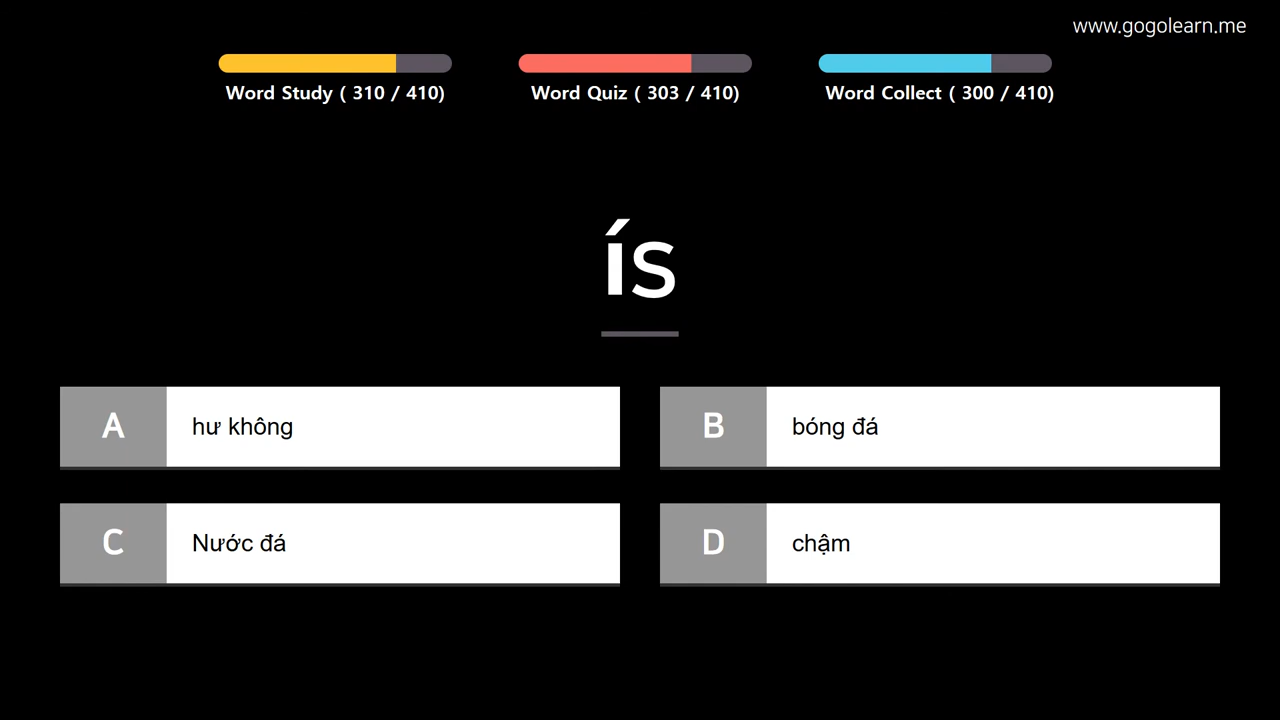 www.gogolearn.me
Word Study ( 310 / 410)
Word Quiz ( 303 / 410)
Word Collect ( 300 / 410)
ís
A
hư không
B
bóng đá
C
Nước đá
D
chậm